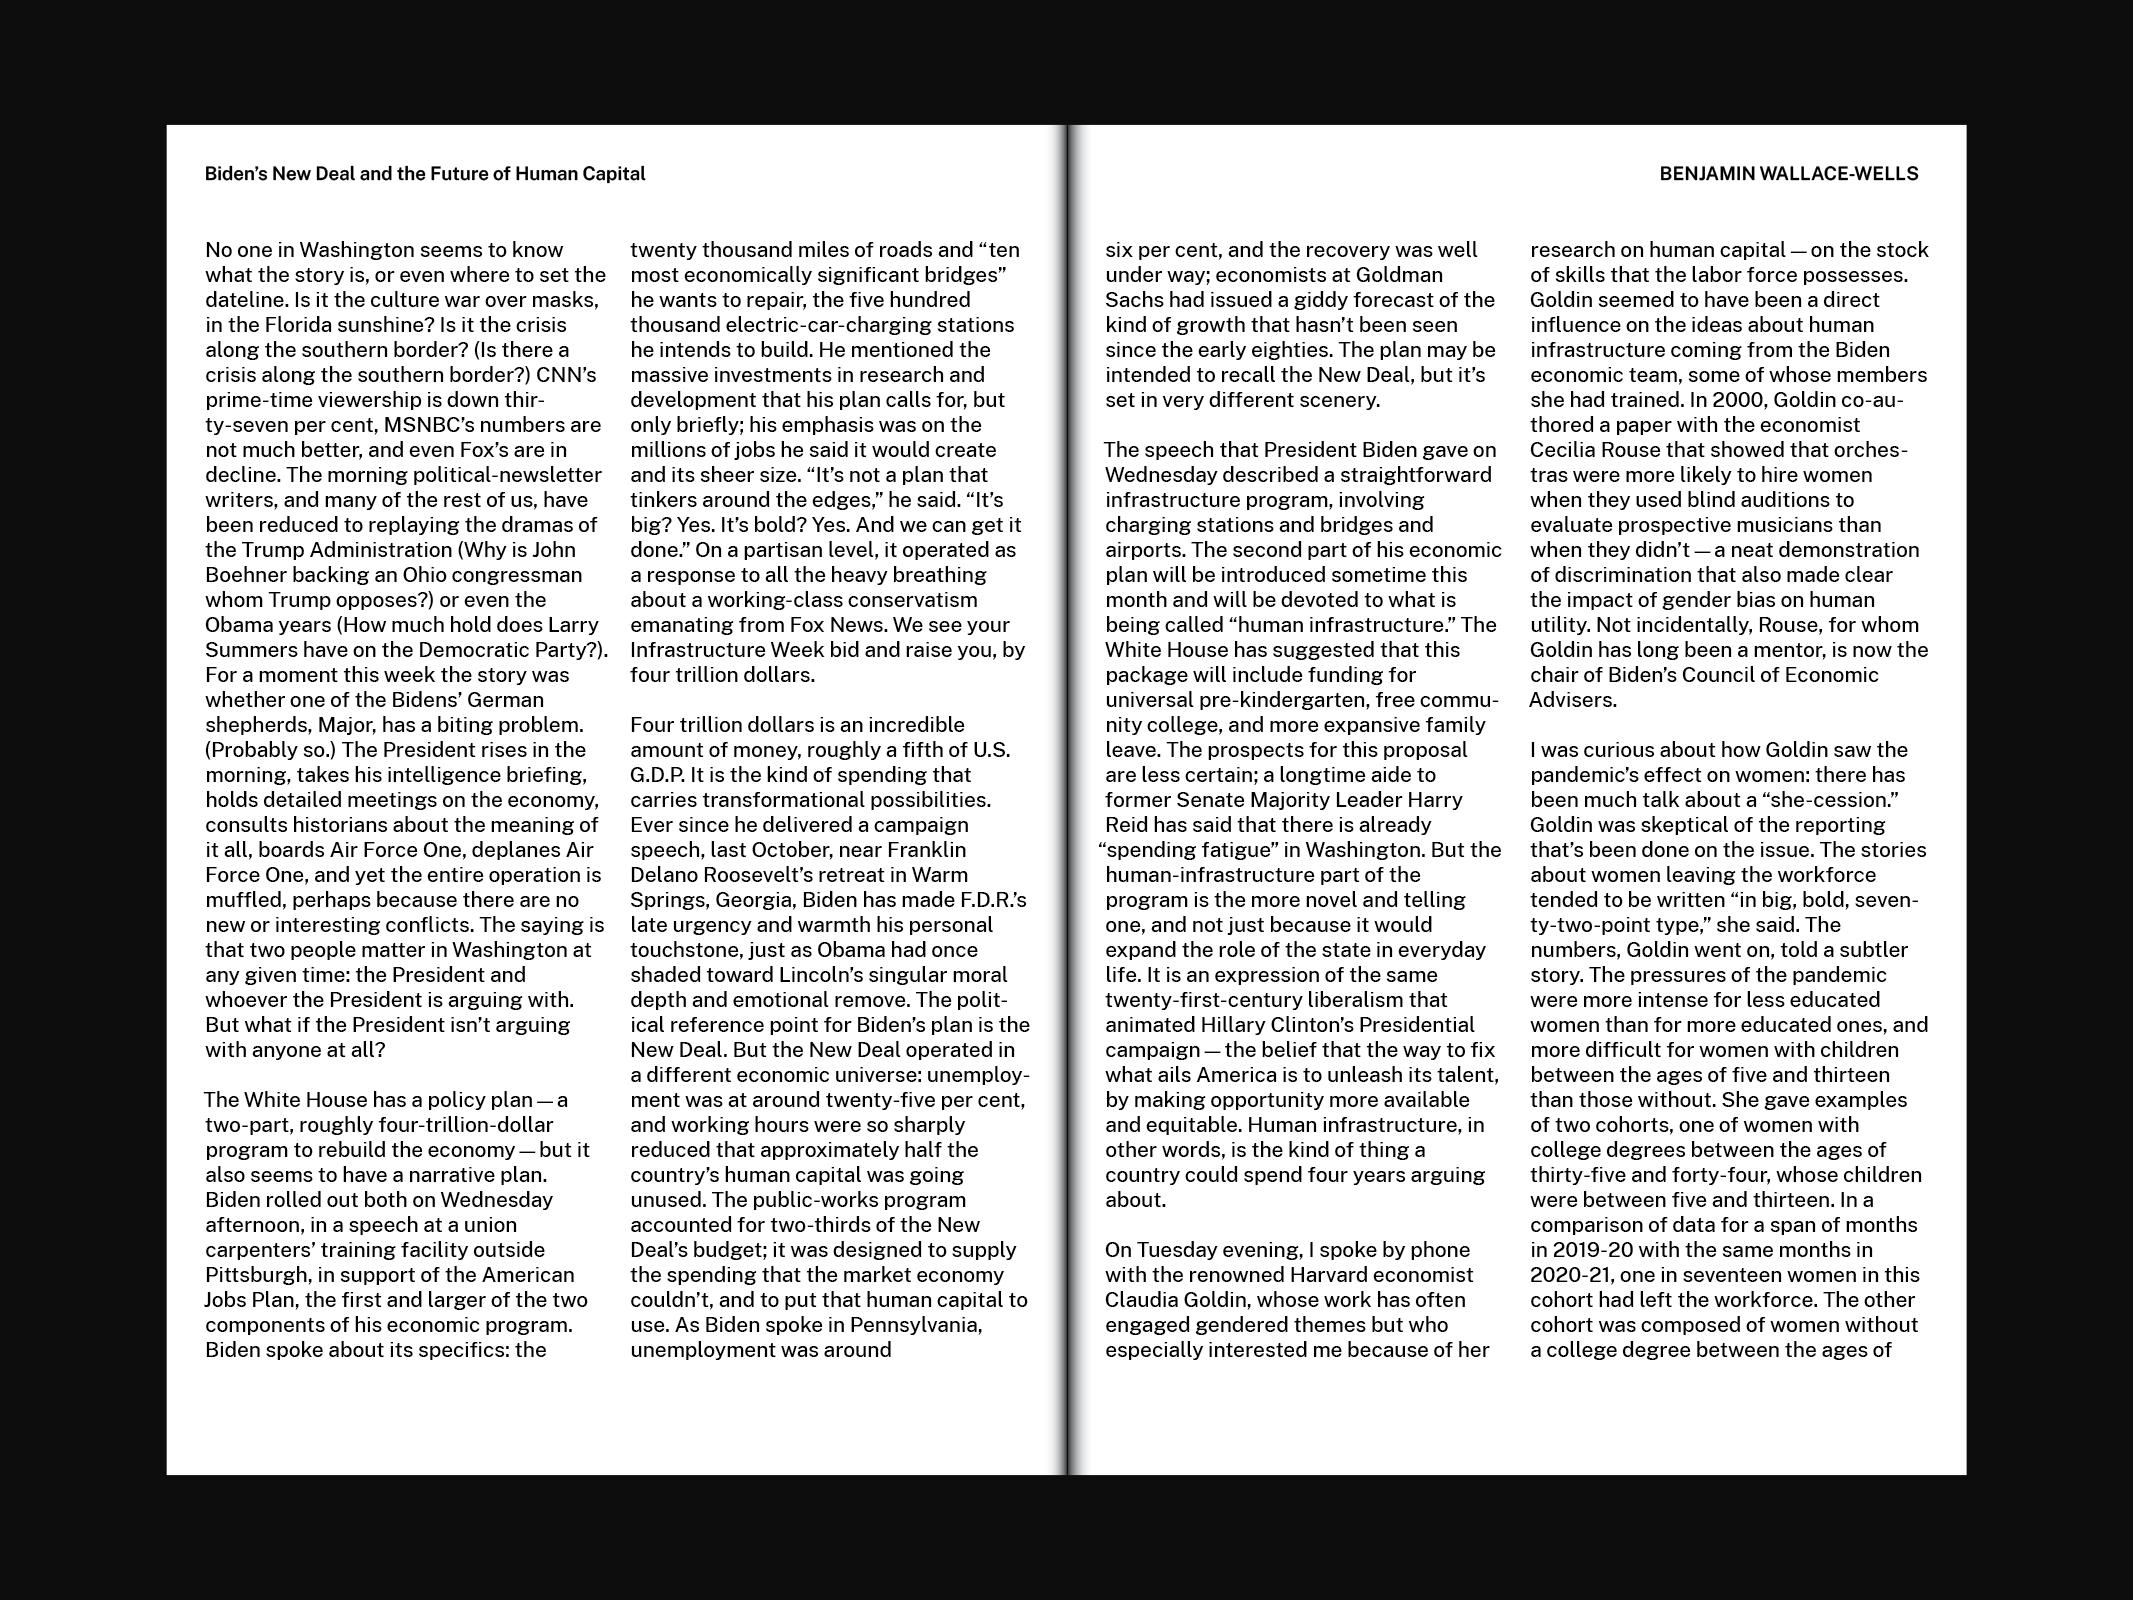 Biden’s New Deal and the Future of Human Capital
BENJAMIN WALLACE-WELLS
No one in Washington seems to know
what the story is, or even where to set the
dateline. Is it the culture war over masks,
in the Florida sunshine? Is it the crisis
along the southern border? (Is there a
crisis along the southern border?) CNN’s
prime-time viewership is down thir-
ty-seven per cent, MSNBC’s numbers are
not much better, and even Fox’s are in
decline. The morning political-newsletter
writers, and many of the rest of us, have
been reduced to replaying the dramas of
the Trump Administration (Why is John
Boehner backing an Ohio congressman
whom Trump opposes?) or even the
Obama years (How much hold does Larry
Summers have on the Democratic Party?).
For a moment this week the story was
whether one of the Bidens’ German
shepherds, Major, has a biting problem.
(Probably so.) The President rises in the
morning, takes his intelligence briefing,
holds detailed meetings on the economy,
consults historians about the meaning of
it all, boards Air Force One, deplanes Air
Force One, and yet the entire operation is
muffled, perhaps because there are no
new or interesting conflicts. The saying is
that two people matter in Washington at
any given time: the President and
whoever the President is arguing with.
But what if the President isn’t arguing
with anyone at all?
The White House has a policy plan — a
two-part, roughly four-trillion-dollar
program to rebuild the economy — but it
also seems to have a narrative plan.
Biden rolled out both on Wednesday
afternoon, in a speech at a union
carpenters’ training facility outside
Pittsburgh, in support of the American
Jobs Plan, the first and larger of the two
components of his economic program.
Biden spoke about its specifics: the
twenty thousand miles of roads and “ten
most economically significant bridges”
he wants to repair, the five hundred
thousand electric-car-charging stations
he intends to build. He mentioned the
massive investments in research and
development that his plan calls for, but
only briefly; his emphasis was on the
millions of jobs he said it would create
and its sheer size. “It’s not a plan that
tinkers around the edges,” he said. “It’s
big? Yes. It’s bold? Yes. And we can get it
done.” On a partisan level, it operated as
a response to all the heavy breathing
about a working-class conservatism
emanating from Fox News. We see your
Infrastructure Week bid and raise you, by
four trillion dollars.
Four trillion dollars is an incredible
amount of money, roughly a fifth of U.S.
G.D.P. It is the kind of spending that
carries transformational possibilities.
Ever since he delivered a campaign
speech, last October, near Franklin
Delano Roosevelt’s retreat in Warm
Springs, Georgia, Biden has made F.D.R.’s
late urgency and warmth his personal
touchstone, just as Obama had once
shaded toward Lincoln’s singular moral
depth and emotional remove. The polit-
ical reference point for Biden’s plan is the
New Deal. But the New Deal operated in
a different economic universe: unemploy-
ment was at around twenty-five per cent,
and working hours were so sharply
reduced that approximately half the
country’s human capital was going
unused. The public-works program
accounted for two-thirds of the New
Deal’s budget; it was designed to supply
the spending that the market economy
couldn’t, and to put that human capital to
use. As Biden spoke in Pennsylvania,
unemployment was around
six per cent, and the recovery was well
under way; economists at Goldman
Sachs had issued a giddy forecast of the
kind of growth that hasn’t been seen
since the early eighties. The plan may be
intended to recall the New Deal, but it’s
set in very different scenery.
The speech that President Biden gave on
Wednesday described a straightforward
infrastructure program, involving
charging stations and bridges and
airports. The second part of his economic
plan will be introduced sometime this
month and will be devoted to what is
being called “human infrastructure.” The
White House has suggested that this
package will include funding for
universal pre-kindergarten, free commu-
nity college, and more expansive family
leave. The prospects for this proposal
are less certain; a longtime aide to
former Senate Majority Leader Harry
Reid has said that there is already
“spending fatigue” in Washington. But the
human-infrastructure part of the
program is the more novel and telling
one, and not just because it would
expand the role of the state in everyday
life. It is an expression of the same
twenty-first-century liberalism that
animated Hillary Clinton’s Presidential
campaign — the belief that the way to fix
what ails America is to unleash its talent,
by making opportunity more available
and equitable. Human infrastructure, in
other words, is the kind of thing a
country could spend four years arguing
about.
On Tuesday evening, I spoke by phone
with the renowned Harvard economist
Claudia Goldin, whose work has often
engaged gendered themes but who
especially interested me because of her
research on human capital — on the stock
of skills that the labor force possesses.
Goldin seemed to have been a direct
influence on the ideas about human
infrastructure coming from the Biden
economic team, some of whose members
she had trained. In 2000, Goldin co-au-
thored a paper with the economist
Cecilia Rouse that showed that orches-
tras were more likely to hire women
when they used blind auditions to
evaluate prospective musicians than
when they didn’t — a neat demonstration
of discrimination that also made clear
the impact of gender bias on human
utility. Not incidentally, Rouse, for whom
Goldin has long been a mentor, is now the
chair of Biden’s Council of Economic
Advisers.
I was curious about how Goldin saw the
pandemic’s effect on women: there has
been much talk about a “she-cession.”
Goldin was skeptical of the reporting
that’s been done on the issue. The stories
about women leaving the workforce
tended to be written “in big, bold, seven-
ty-two-point type,” she said. The
numbers, Goldin went on, told a subtler
story. The pressures of the pandemic
were more intense for less educated
women than for more educated ones, and
more difficult for women with children
between the ages of five and thirteen
than those without. She gave examples
of two cohorts, one of women with
college degrees between the ages of
thirty-five and forty-four, whose children
were between five and thirteen. In a
comparison of data for a span of months
in 2019-20 with the same months in
2020-21, one in seventeen women in this
cohort had left the workforce. The other
cohort was composed of women without
a college degree between the ages of